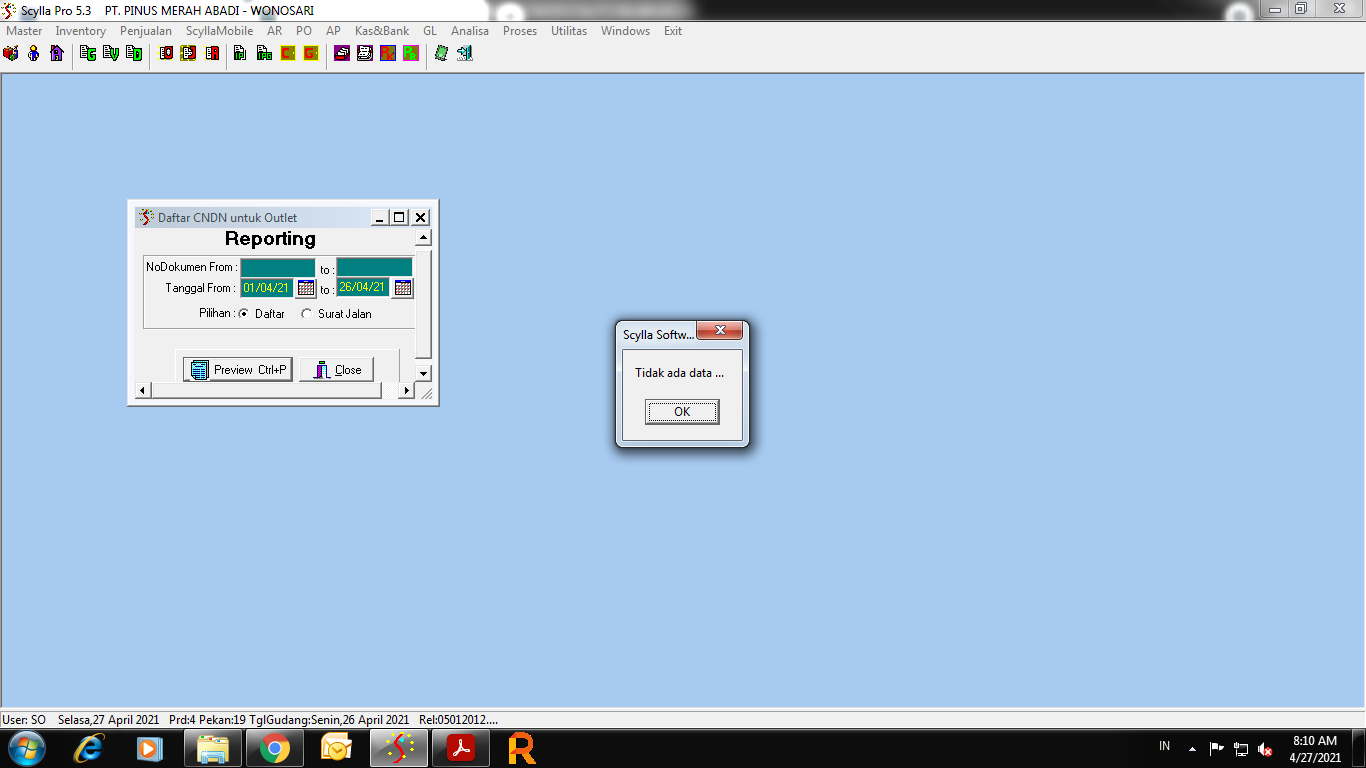 Scylla Pro 5.3 PT. PINUS MERAH ABADI - WONOSARI
Master Inventory Penjualan ScyllaMobile AR PO AP Kas&Bank GL Analisa Proses Utilitas Windows Exit
Daftar CNDN untuk Outlet
Reporting
NoDokumen From : to :
Tanggal From : 01/04/21 to : 26/04/21
Pilihan : Daftar Surat Jalan
Preview Ctrl+P Close
Scylla Softw...
Tidak ada data ...
OK
User: SO Selasa,27 April 2021 Prd:4 Pekan:19 TglGudang:Senin,26 April 2021 Rel:05012012....
IN
8:10 AM
4/27/2021